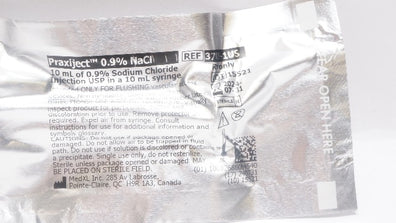 Praxiject™ 0.9% NaCl
REF
10 mL of 0.9% Sodium Chloride
Injection USP in a 10 mL syringe
Rxonly
ONLY FOR FLUSHING
discoloration prior to use. Remove protector
Expel air from syringe. Consult
instructions for use for additional information and
symbols glossary.
damaged. Do not allow air to be trapped in fluid
path. Do not use if solution is discolored or contains
a precipitate. Single use only, do not resterilize.
Sterile unless package opened or damaged. MAY
BE PLACED ON STERILE FIELD.
MedXL Inc. 285 Av Labrosse,
Pointe-Claire, QC H9R 1A3, Canada
TEAR OPEN HERE